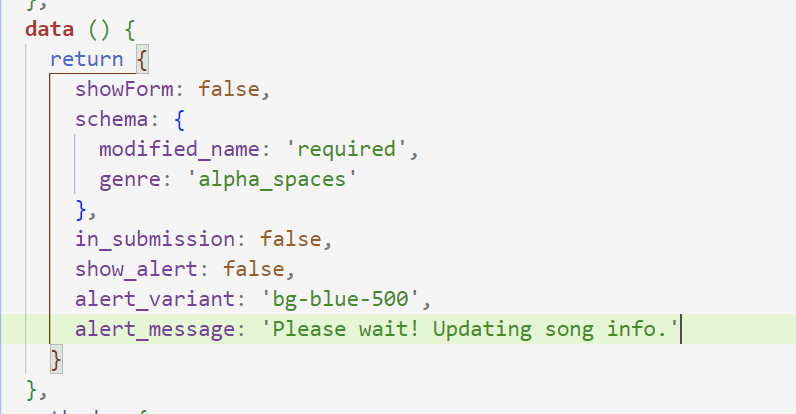 },
data () {
return {
showForm: false,
schema: {
modified_name: 'required',
genre: 'alpha_spaces'
},
in_submission: false,
show_alert: false,
alert_variant: 'bg-blue-500',
alert_message: 'Please wait! Updating song info.'
}
},